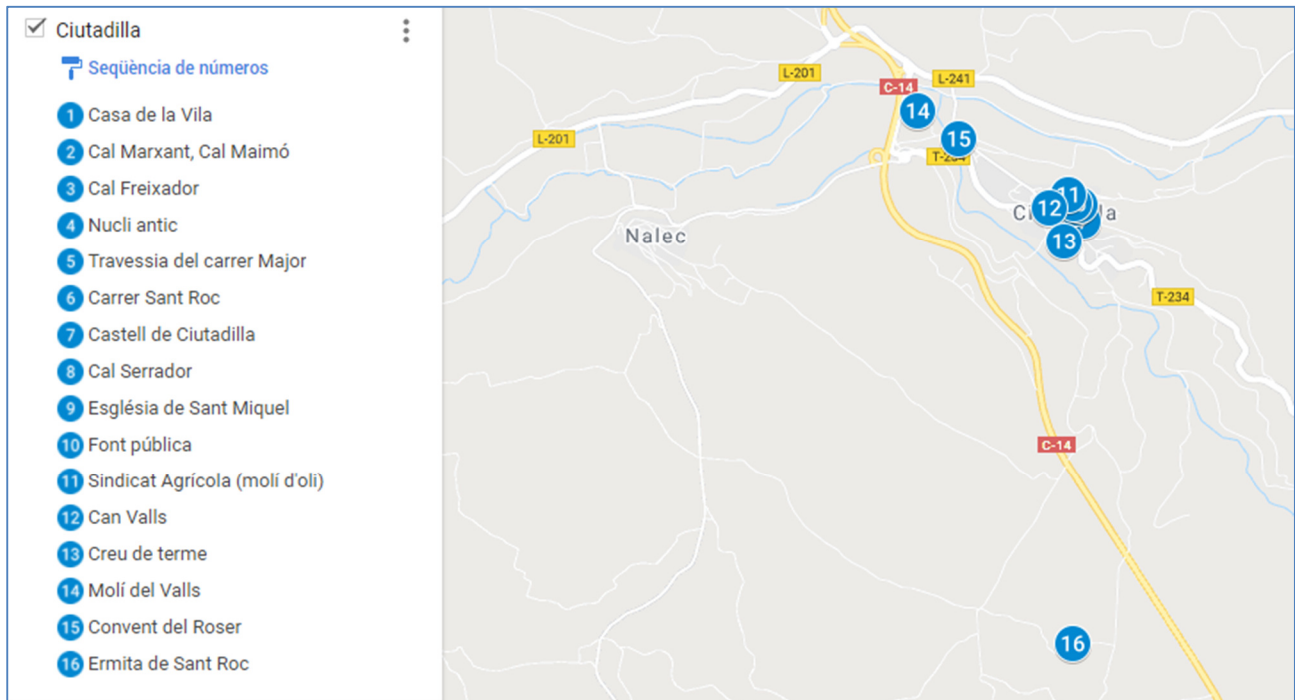 Ciutadilla
Seqüència de números
1 Casa de la Vila
2 Cal Marxant, Cal Maimó
3 Cal Freixador
4 Nucli antic
5 Travessia del carrer Major
6 Carrer Sant Roc
7 Castell de Ciutadilla
8 Cal Serrador
9 Església de Sant Miquel
10 Font pública
11 Sindicat Agrícola (molí d'oli)
12 Can Valls
13 Creu de terme
14 Molí del Valls
15 Convent del Roser
16 Ermita de Sant Roc
L-201
L-241
C-14
14
L-201
15
11
12
Nalec
13
T-234
C-14
16